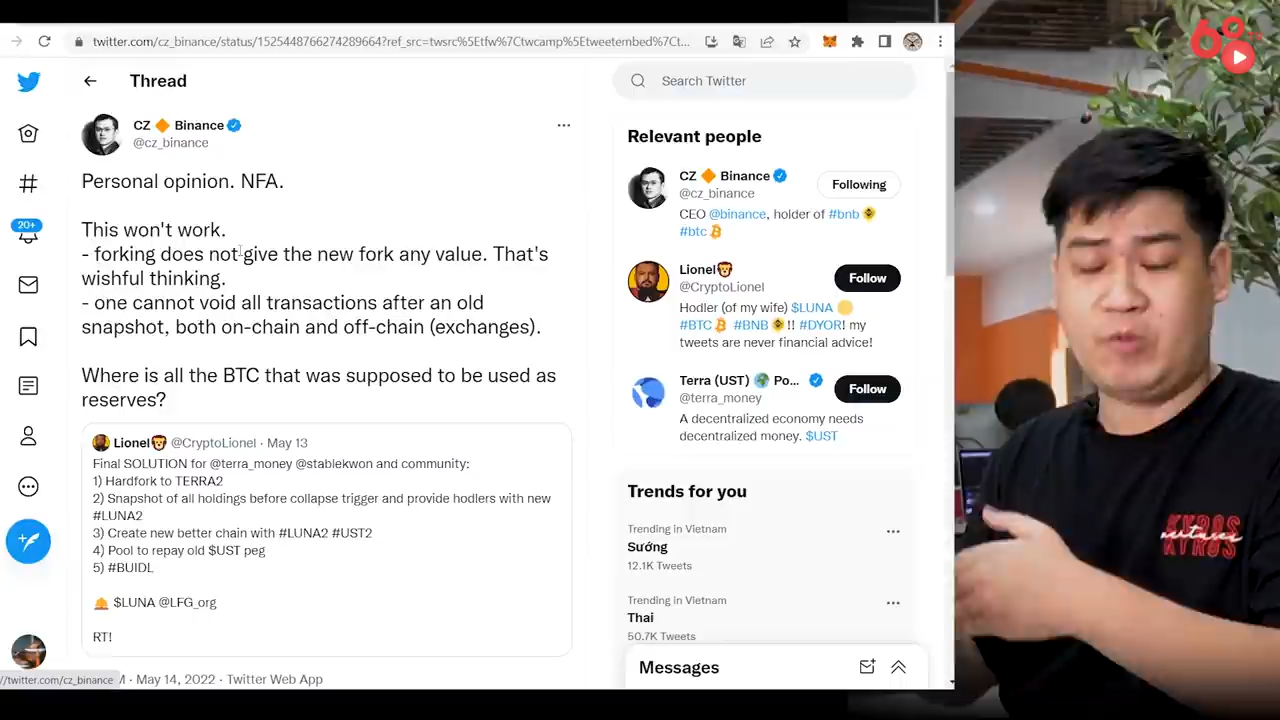 twitter.com/cz_binance/status/1525448766274289664?ref_src=twsrc%5Etfw%7Ctwcamp%5Etweetembed%7Ct...
Thread
Search Twitter
CZ 🔶 Binance
@cz_binance
Personal opinion. NFA.
This won't work.
- forking does not give the new fork any value. That's
wishful thinking.
- one cannot void all transactions after an old
snapshot, both on-chain and off-chain (exchanges).
Where is all the BTC that was supposed to be used as
reserves?
Lionel🦁 @CryptoLionel · May 13
Final SOLUTION for @terra_money @stablekwon and community:
1) Hardfork to TERRA2
2) Snapshot of all holdings before collapse trigger and provide hodlers with new
#LUNA2
3) Create new better chain with #LUNA2 #UST2
4) Pool to repay old $UST peg
5) #BUIDL
🔔 $LUNA @LFG_org
RT!
M · May 14, 2022 · Twitter Web App
//twitter.com/cz_binance
20+
Relevant people
CZ 🔶 Binance
@cz_binance
Following
CEO @binance, holder of #bnb
#btc
Lionel🦁
@CryptoLionel
Follow
Hodler (of my wife) $LUNA
#BTC #BNB !! #DYOR! my
tweets are never financial advice!
Terra (UST) 🌍 Po...
@terra_money
Follow
A decentralized economy needs
decentralized money. $UST
Trends for you
Trending in Vietnam
Sướng
12.1K Tweets
Trending in Vietnam
Thai
50.7K Tweets
Messages
68
KYROS
ventures
KYROS